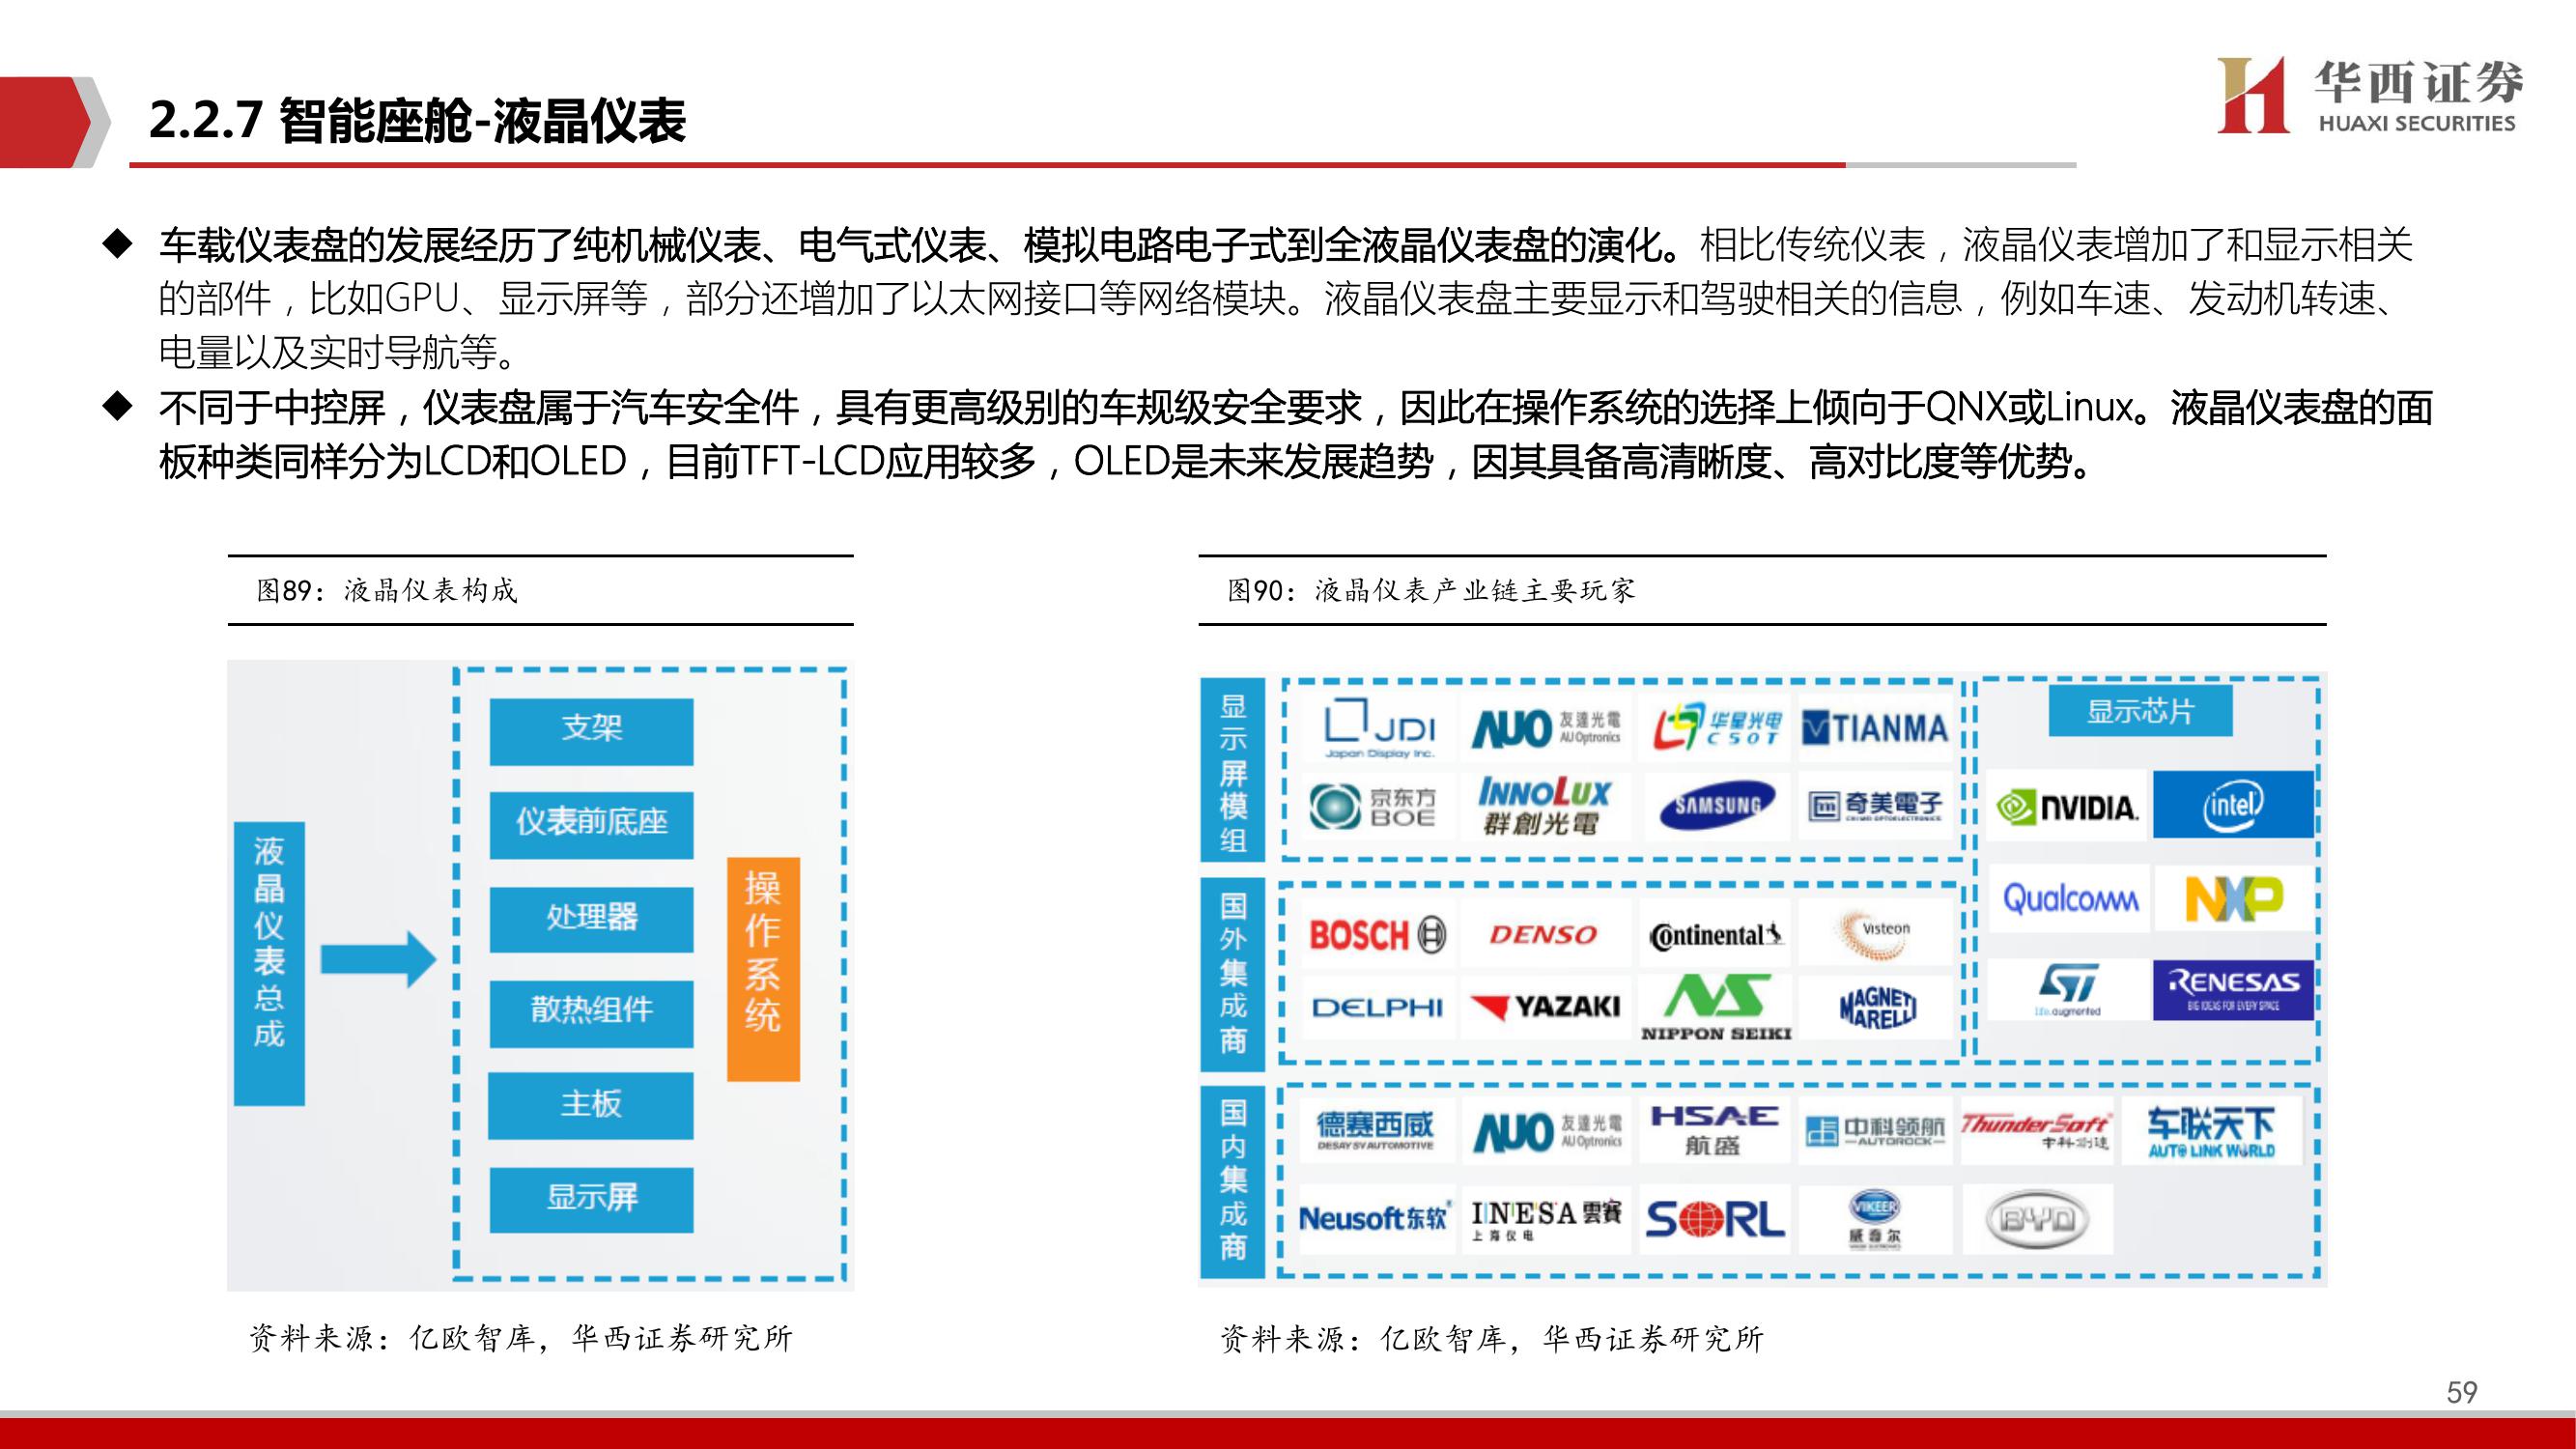 2.2.7 智能座舱-液晶仪表
华西证券
HUAXI SECURITIES
车载仪表盘的发展经历了纯机械仪表、电气式仪表、模拟电路电子式到全液晶仪表盘的演化。相比传统仪表，液晶仪表增加了和显示相关
的部件，比如GPU、显示屏等，部分还增加了以太网接口等网络模块。液晶仪表盘主要显示和驾驶相关的信息，例如车速、发动机转速、
电量以及实时导航等。
不同于中控屏，仪表盘属于汽车安全件，具有更高级别的车规级安全要求，因此在操作系统的选择上倾向于QNX或Linux。液晶仪表盘的面
板种类同样分为LCD和OLED，目前TFT-LCD应用较多，OLED是未来发展趋势，因其具备高清晰度、高对比度等优势。
图89：液晶仪表构成
液晶仪表总成
支架
仪表前底座
处理器
散热组件
主板
显示屏
操作系统
资料来源：亿欧智库，华西证券研究所
图90：液晶仪表产业链主要玩家
显示屏模组
JDI
Japan Display Inc.
AUO 友達光電
AU Optronics
华星光电
CSOT
TIANMA
京东方
BOE
INNOLUX
群創光電
SAMSUNG
奇美電子
CHI MEI OPTOELECTRONICS
显示芯片
NVIDIA.
intel
Qualcomm
NXP
ST
life.augmented
RENESAS
BIG IDEAS FOR EVERY SPACE
国外集成商
BOSCH
DENSO
Continental
Visteon
DELPHI
YAZAKI
NS
NIPPON SEIKI
MAGNETI
MARELLI
国内集成商
德赛西威
DESAY SV AUTOMOTIVE
AUO 友達光電
AU Optronics
HSAE
航盛
中科领航
AUTOROCK
ThunderSoft
中科创达
车联天下
AUTO LINK WORLD
Neusoft东软
INESA 雲賽
上海仪电
SORL
VIKEER
威奇尔
BYD
资料来源：亿欧智库，华西证券研究所
59